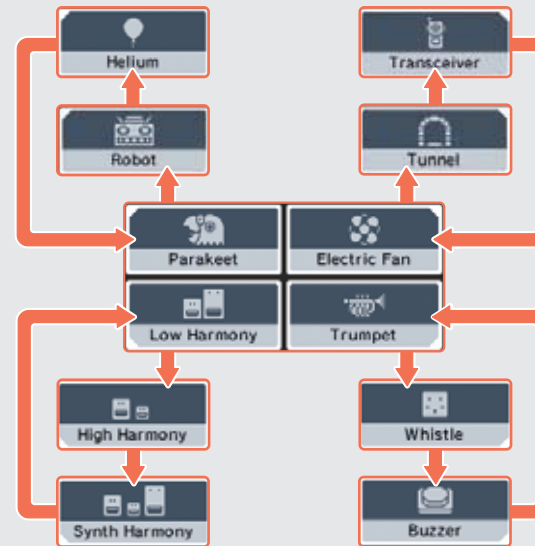 Helium
Transceiver
Robot
Tunnel
Parakeet
Electric Fan
Low Harmony
Trumpet
High Harmony
Whistle
Synth Harmony
Buzzer